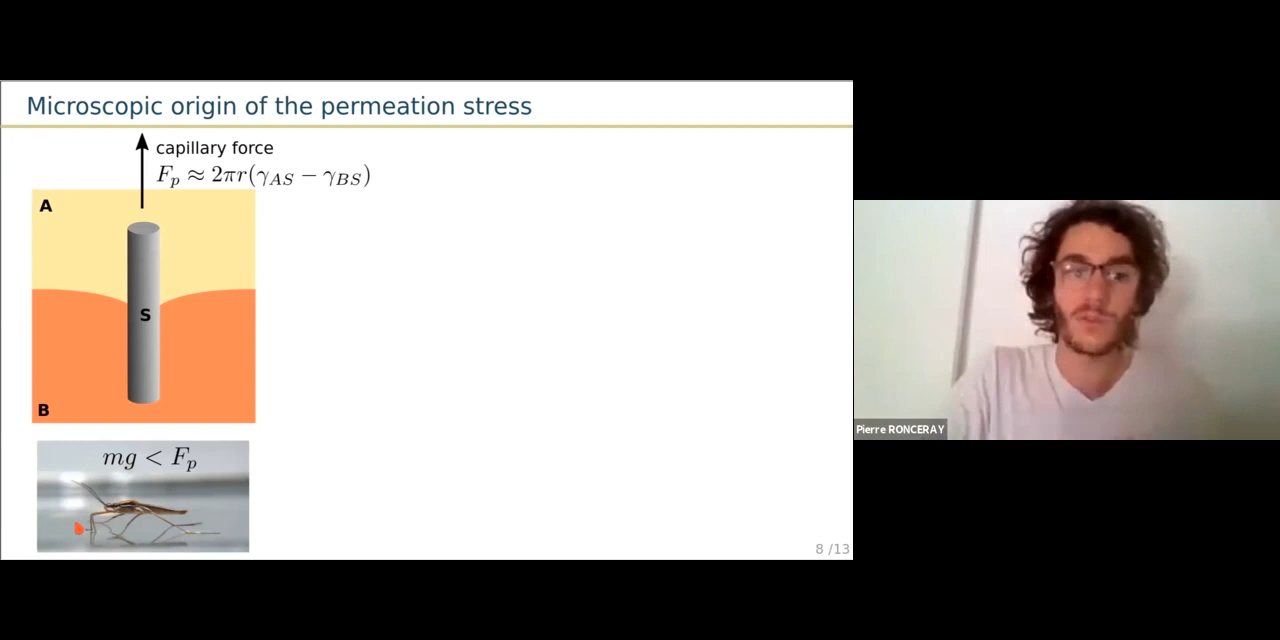 Microscopic origin of the permeation stress
capillary force
F_p ≈ 2πr(γ_AS − γ_BS)
A
S
B
mg < F_p
8 /13
Pierre RONCERAY